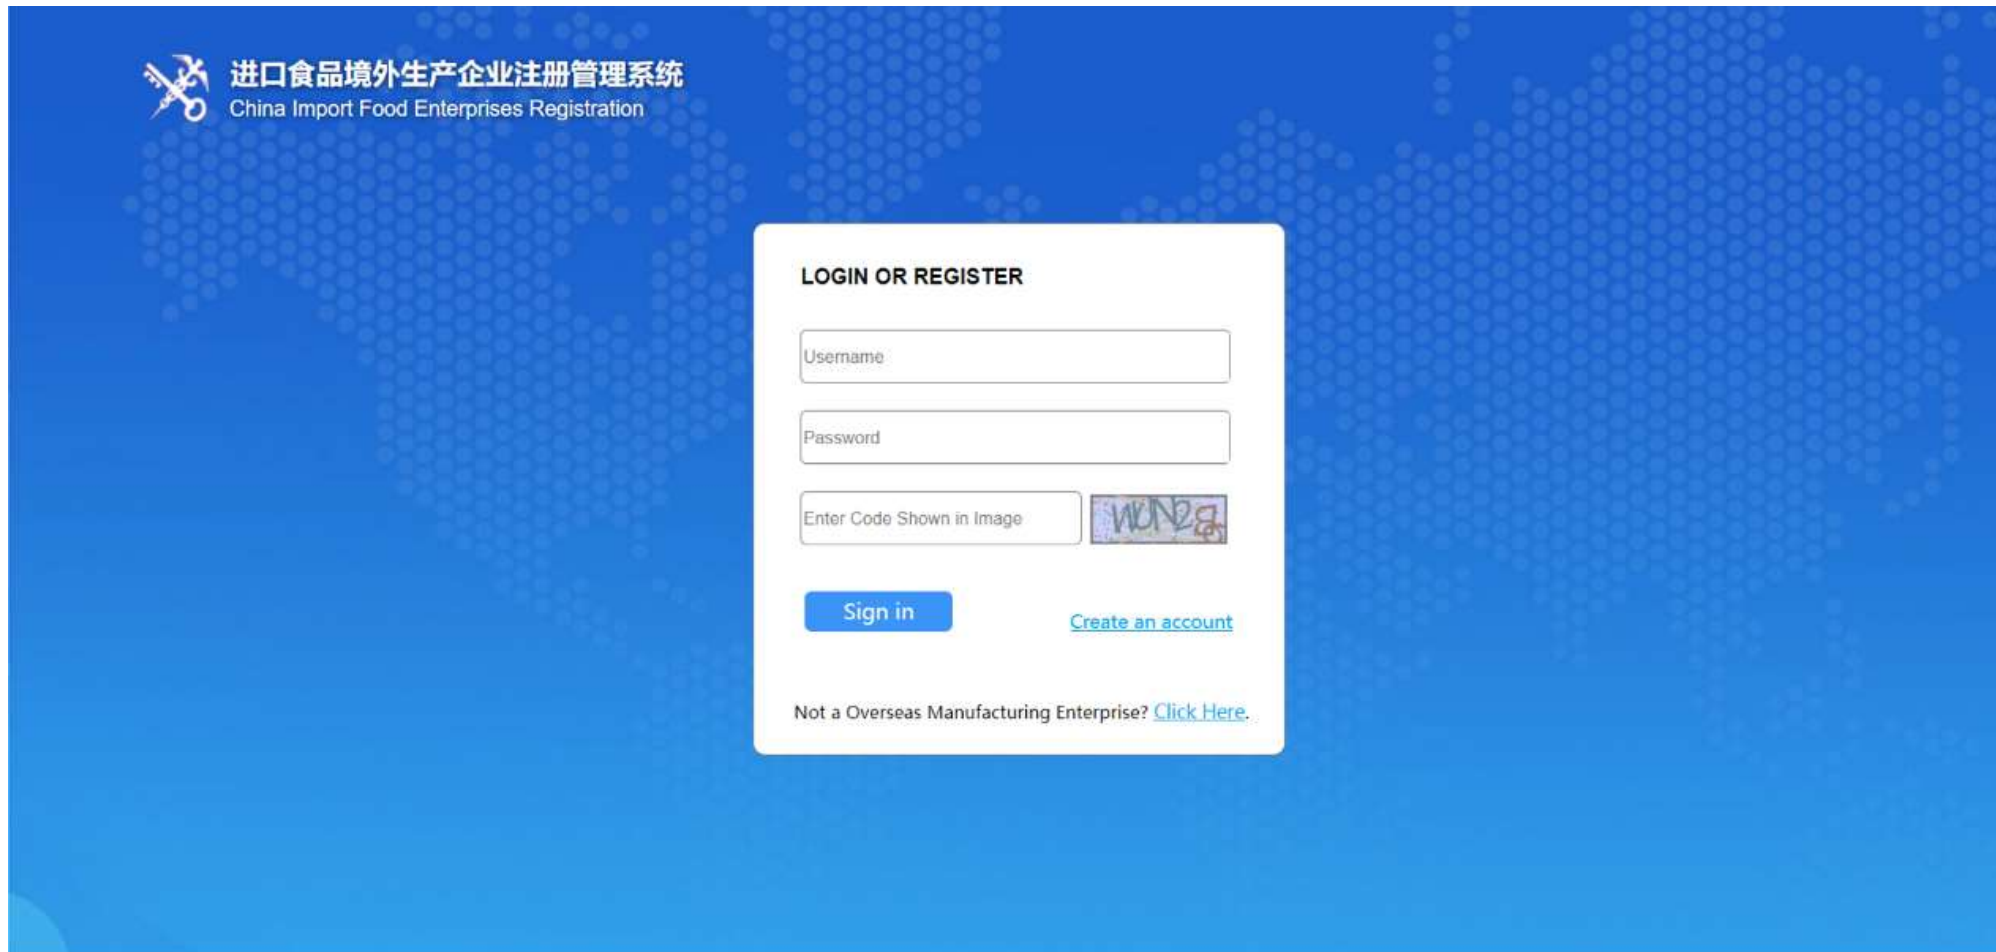 进口食品境外生产企业注册管理系统
China Import Food Enterprises Registration
LOGIN OR REGISTER
Username
Password
Enter Code Shown in Image
Sign in
Create an account
Not a Overseas Manufacturing Enterprise? Click Here.